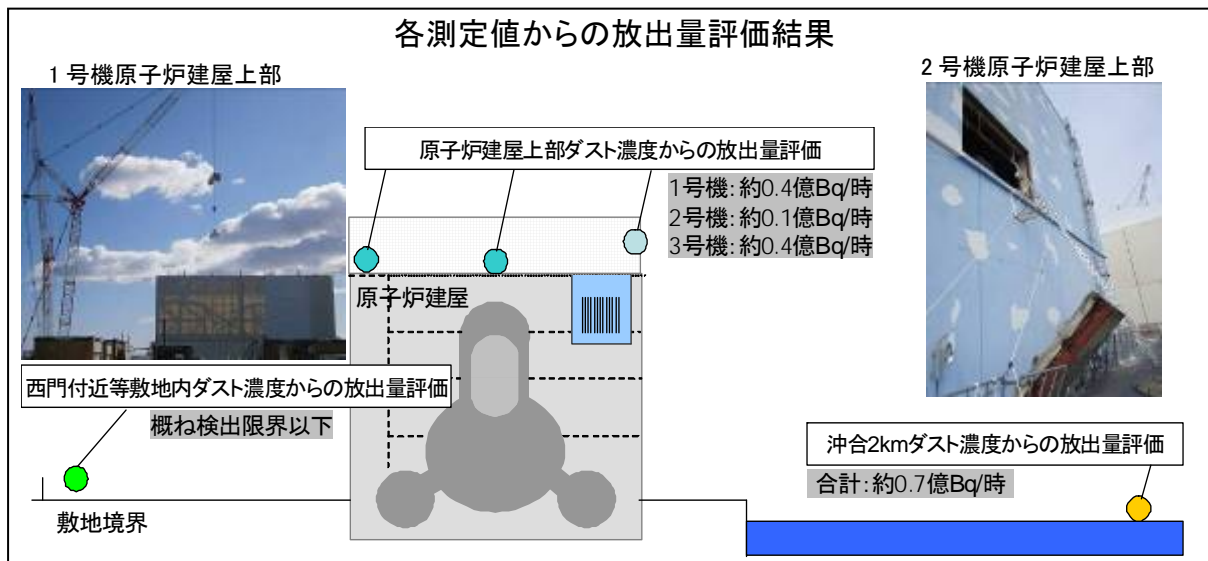 各測定値からの放出量評価結果
1号機原子炉建屋上部
2号機原子炉建屋上部
原子炉建屋上部ダスト濃度からの放出量評価
1号機：約0.4億Bq/時
2号機：約0.1億Bq/時
3号機：約0.4億Bq/時
原子炉建屋
西門付近等敷地内ダスト濃度からの放出量評価
概ね検出限界以下
沖合2kmダスト濃度からの放出量評価
合計：約0.7億Bq/時
敷地境界